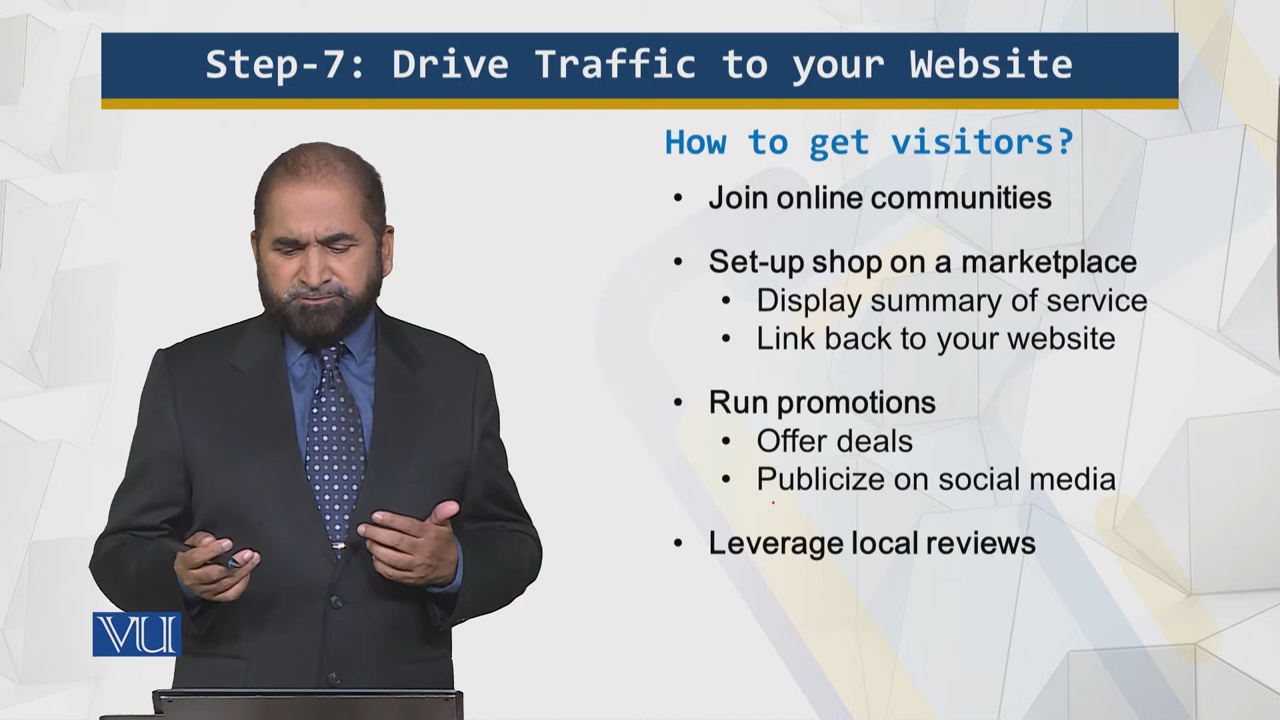 Step-7: Drive Traffic to your Website
How to get visitors?
• Join online communities
• Set-up shop on a marketplace
• Display summary of service
• Link back to your website
• Run promotions
• Offer deals
• Publicize on social media
• Leverage local reviews
VU